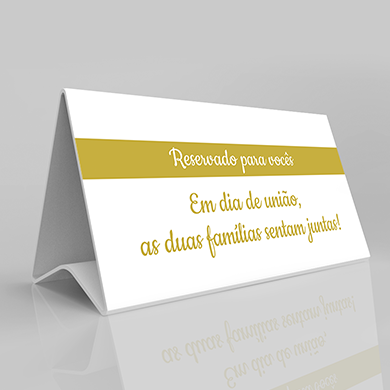 Reservado para vocês
Em dia de união,
as duas famílias sentam juntas!